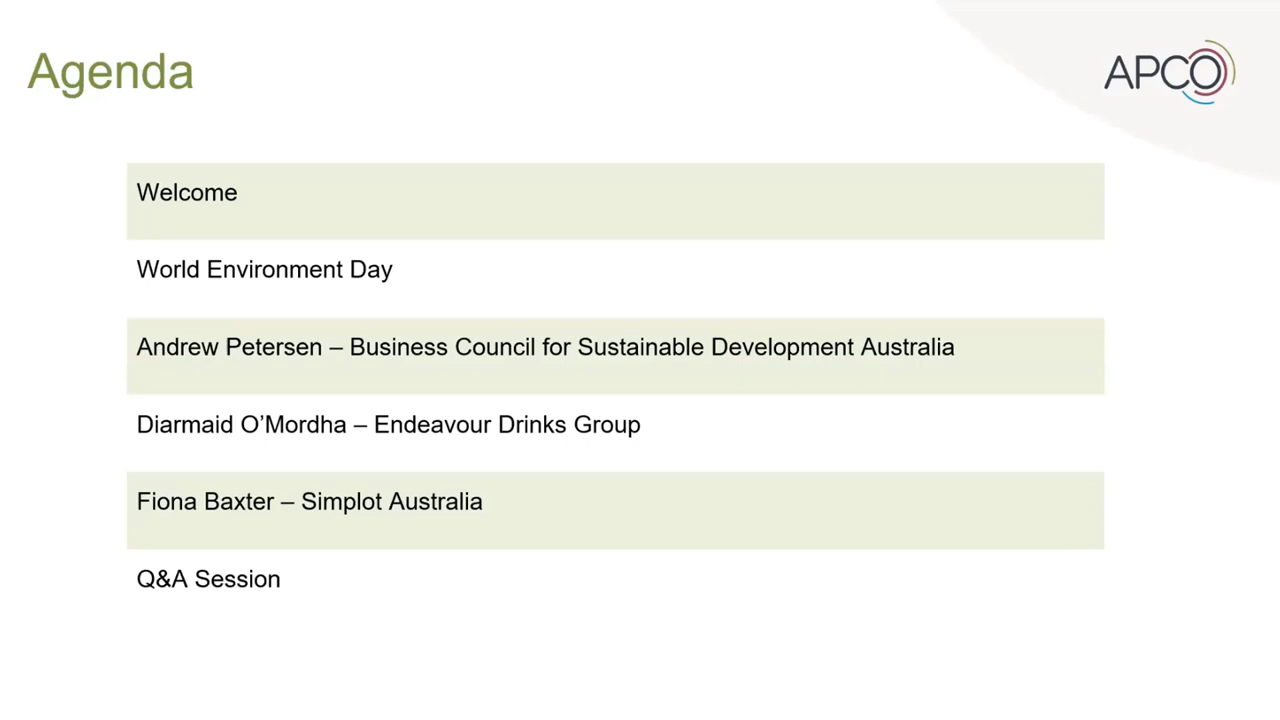 Agenda
APCO
Welcome
World Environment Day
Andrew Petersen – Business Council for Sustainable Development Australia
Diarmaid O’Mordha – Endeavour Drinks Group
Fiona Baxter – Simplot Australia
Q&A Session